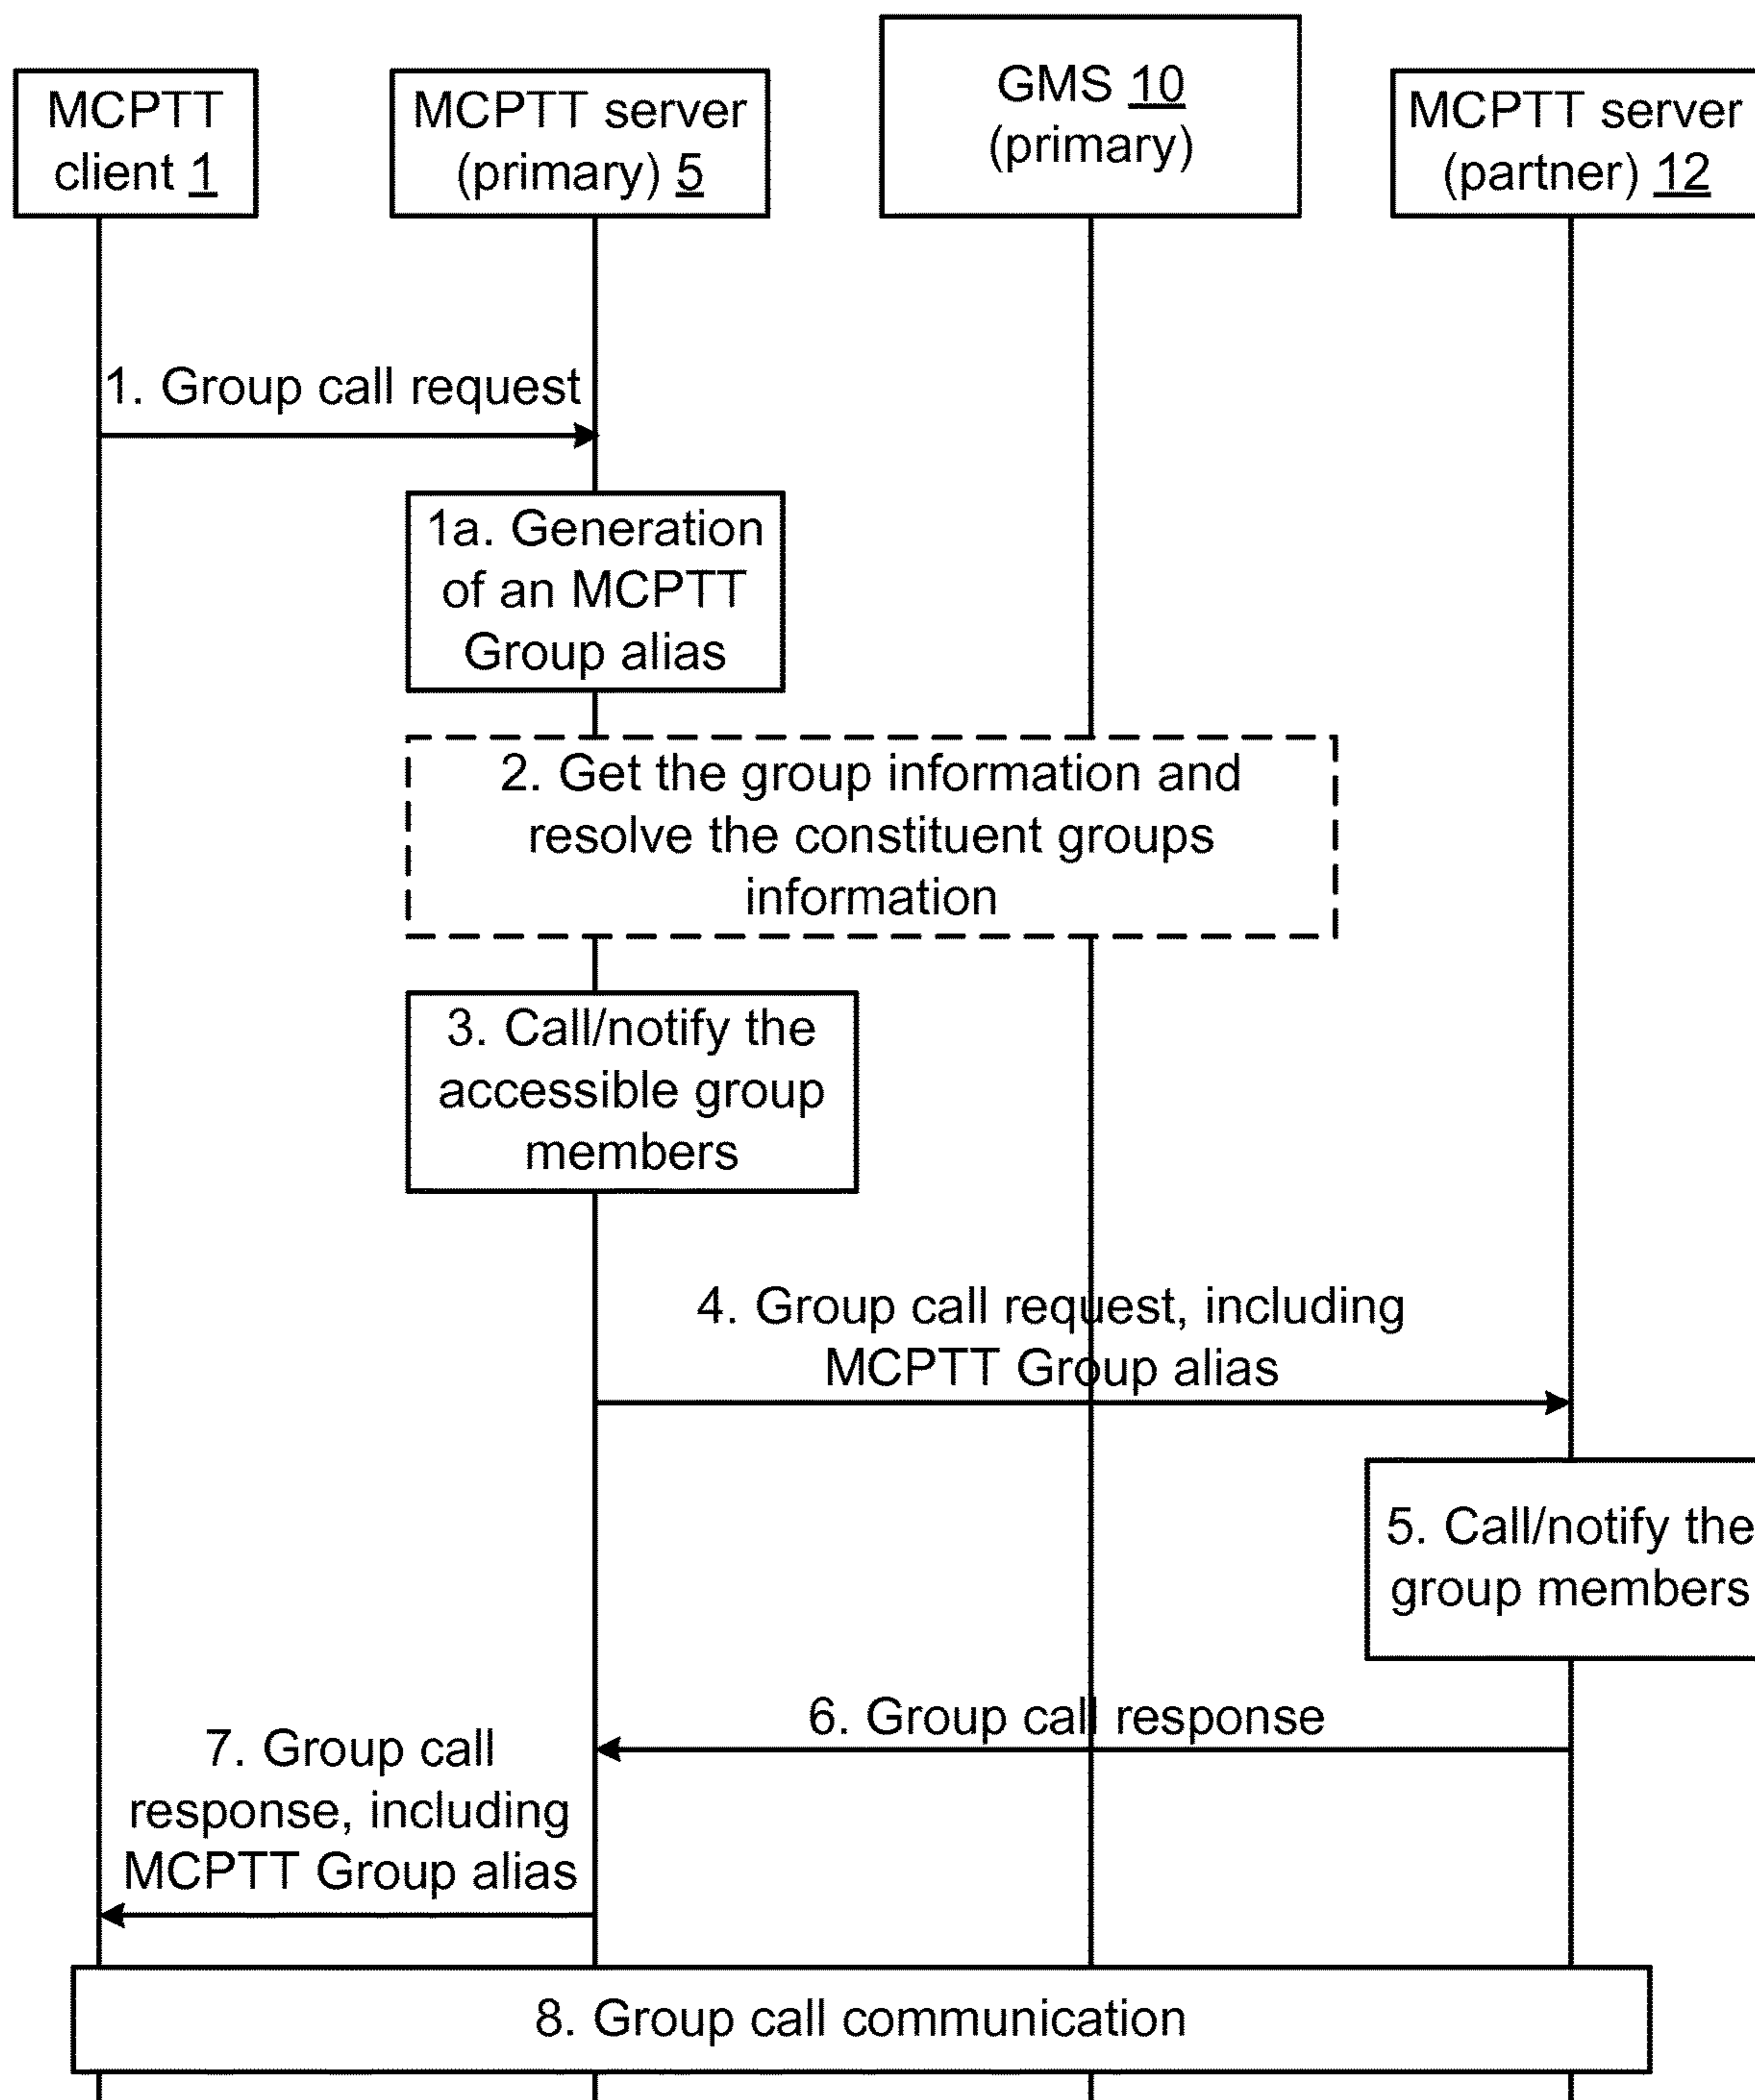 MCPTT
client 1
MCPTT server
(primary) 5
GMS 10
(primary)
MCPTT server
(partner) 12
1. Group call request
1a. Generation
of an MCPTT
Group alias
2. Get the group information and
resolve the constituent groups
information
3. Call/notify the
accessible group
members
4. Group call request, including
MCPTT Group alias
5. Call/notify the
group members
6. Group call response
7. Group call
response, including
MCPTT Group alias
8. Group call communication